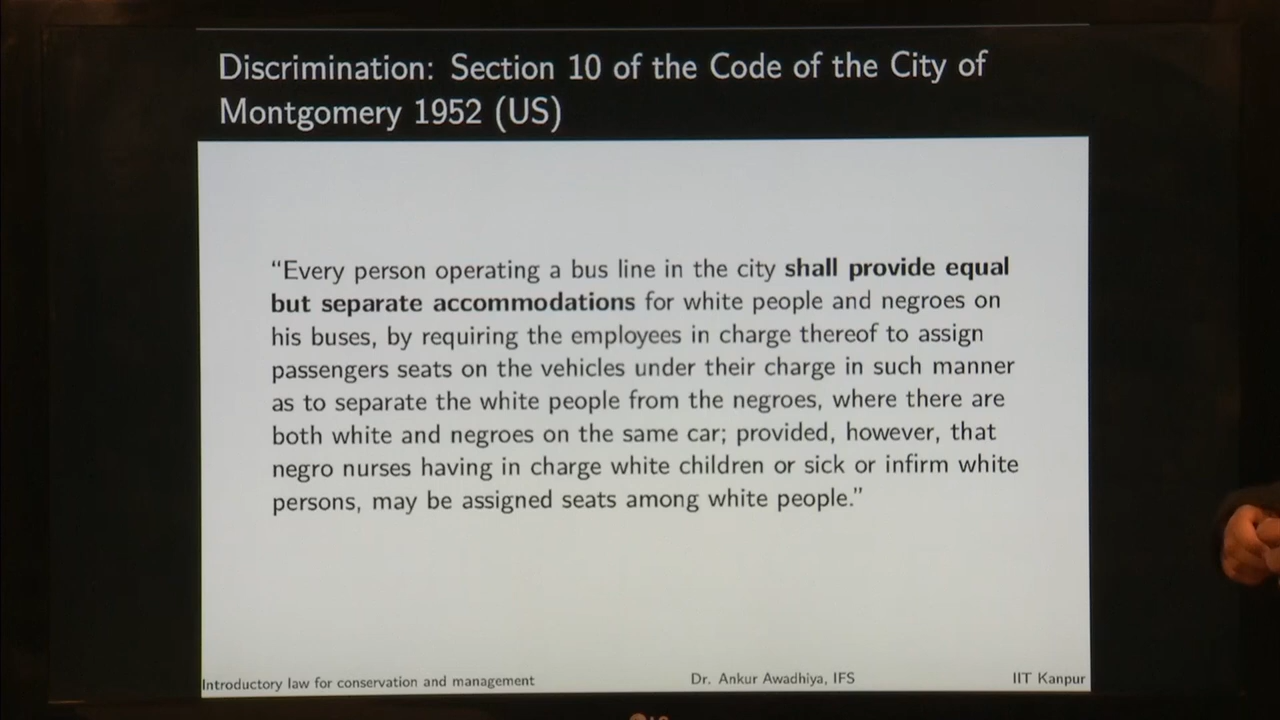 Discrimination: Section 10 of the Code of the City of
Montgomery 1952 (US)
“Every person operating a bus line in the city shall provide equal
but separate accommodations for white people and negroes on
his buses, by requiring the employees in charge thereof to assign
passengers seats on the vehicles under their charge in such manner
as to separate the white people from the negroes, where there are
both white and negroes on the same car; provided, however, that
negro nurses having in charge white children or sick or infirm white
persons, may be assigned seats among white people.”
Introductory law for conservation and management Dr. Ankur Awadhiya, IFS IIT Kanpur